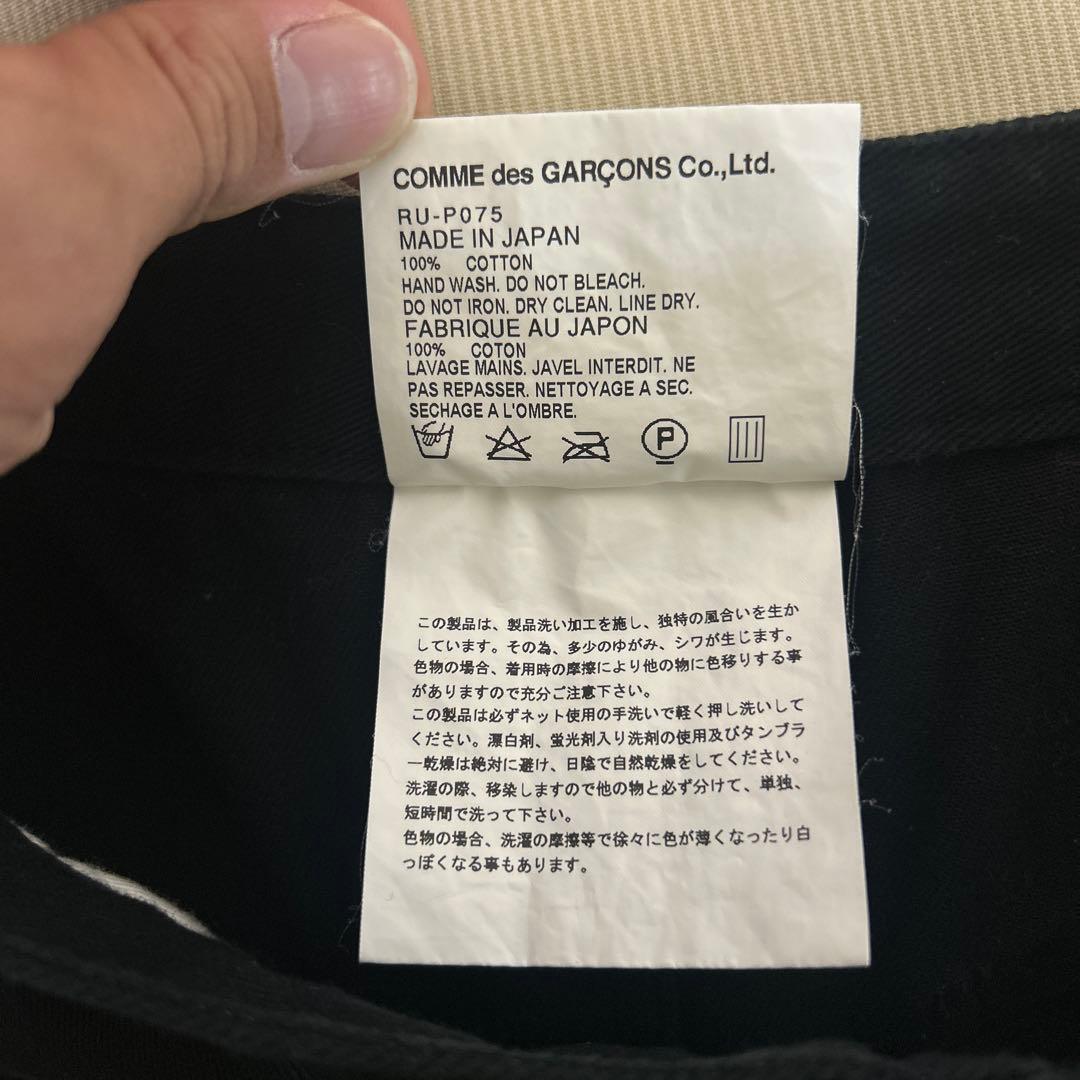 COMME des GARÇONS Co.,Ltd.
RU-P075
MADE IN JAPAN
100% COTTON
HAND WASH. DO NOT BLEACH.
DO NOT IRON. DRY CLEAN. LINE DRY.
FABRIQUE AU JAPON
100% COTON
LAVAGE MAINS. JAVEL INTERDIT. NE
PAS REPASSER. NETTOYAGE A SEC.
SECHAGE A L'OMBRE.
P
この製品は、製品洗い加工を施し、独特の風合いを生か
しています。その為、多少のゆがみ、シワが生じます。
色物の場合、着用時の摩擦により他の物に色移りする事
がありますので充分ご注意下さい。
この製品は必ずネット使用の手洗いで軽く押し洗いして
ください。漂白剤、蛍光剤入り洗剤の使用及びタンブラ
ー乾燥は絶対に避け、日陰で自然乾燥をしてください。
洗濯の際、移染しますので他の物と必ず分けて、単独、
短時間で洗って下さい。
色物の場合、洗濯の摩擦等で徐々に色が薄くなったり白
っぽくなる事もあります。